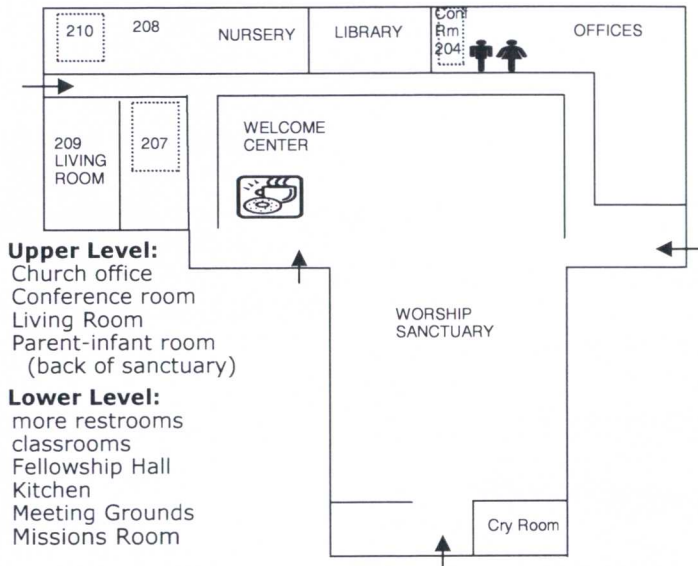 210
208
NURSERY
LIBRARY
Conf
Rm
204
OFFICES
209
LIVING
ROOM
207
WELCOME
CENTER
Upper Level:
Church office
Conference room
Living Room
Parent-infant room
(back of sanctuary)
WORSHIP
SANCTUARY
Lower Level:
more restrooms
classrooms
Fellowship Hall
Kitchen
Meeting Grounds
Missions Room
Cry Room